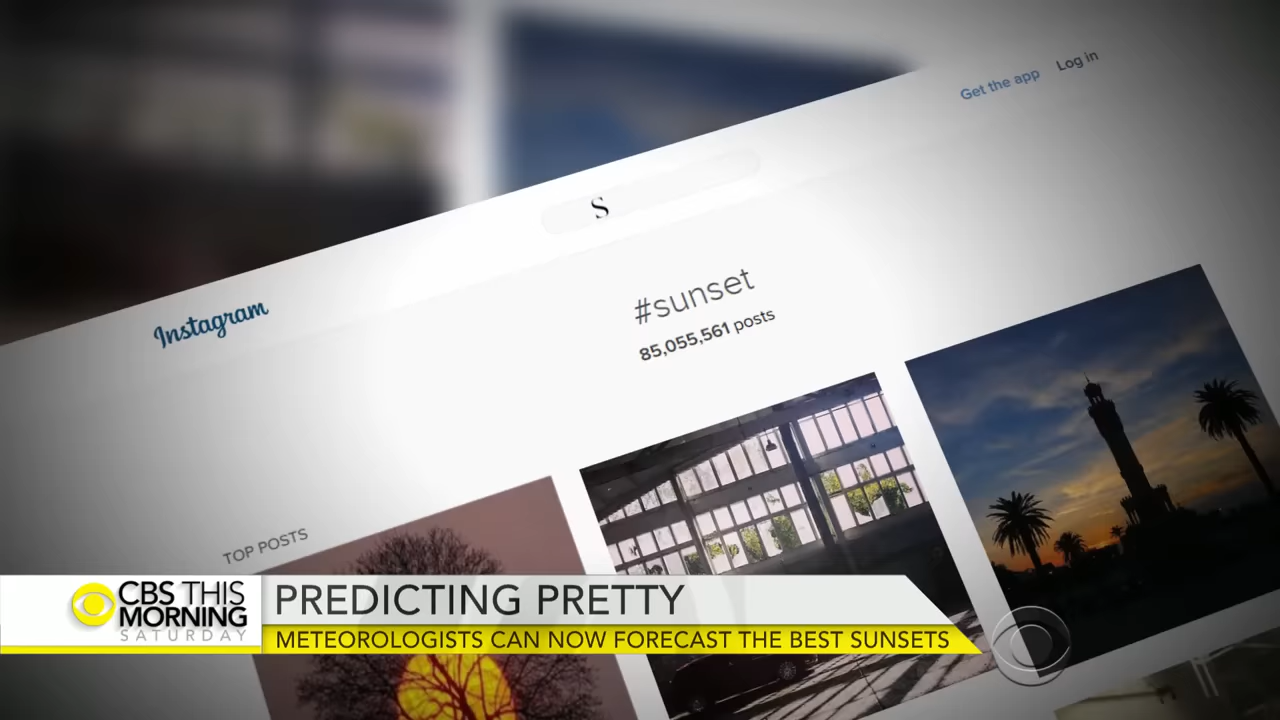 Get the app
Log in
S
Instagram
#sunset
85,055,561 posts
TOP POSTS
CBS THIS
MORNING
SATURDAY
PREDICTING PRETTY
METEOROLOGISTS CAN NOW FORECAST THE BEST SUNSETS